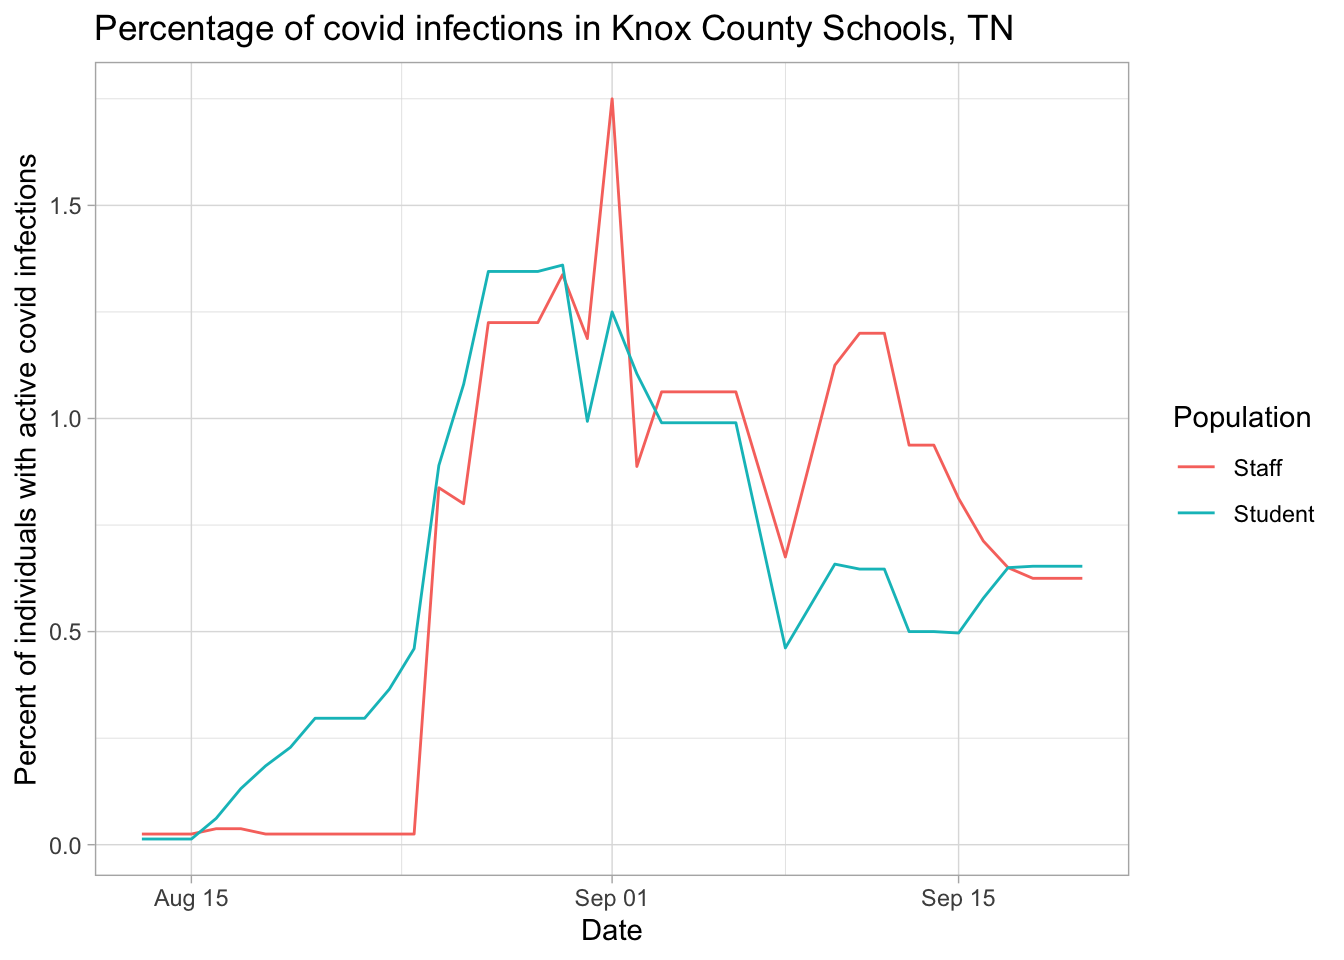 Percentage of covid infections in Knox County Schools, TN
Percent of individuals with active covid infections
1.5
1.0
0.5
0.0
Aug 15
Sep 01
Sep 15
Date
Population
Staff
Student